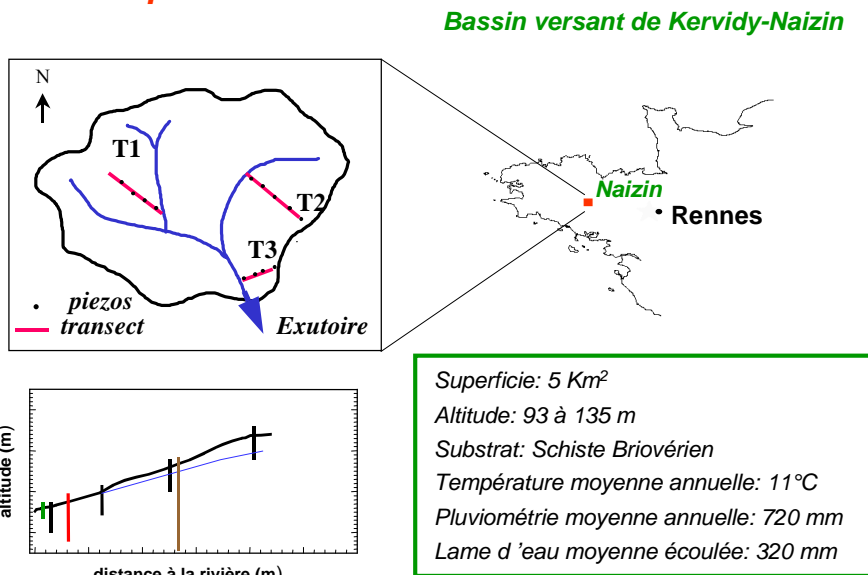 Bassin versant de Kervidy-Naizin
N
T1
T2
T3
piezos
transect
Exutoire
Naizin
Rennes
altitude (m)
distance à la rivière (m)
Superficie: 5 Km²
Altitude: 93 à 135 m
Substrat: Schiste Briovérien
Température moyenne annuelle: 11°C
Pluviométrie moyenne annuelle: 720 mm
Lame d 'eau moyenne écoulée: 320 mm